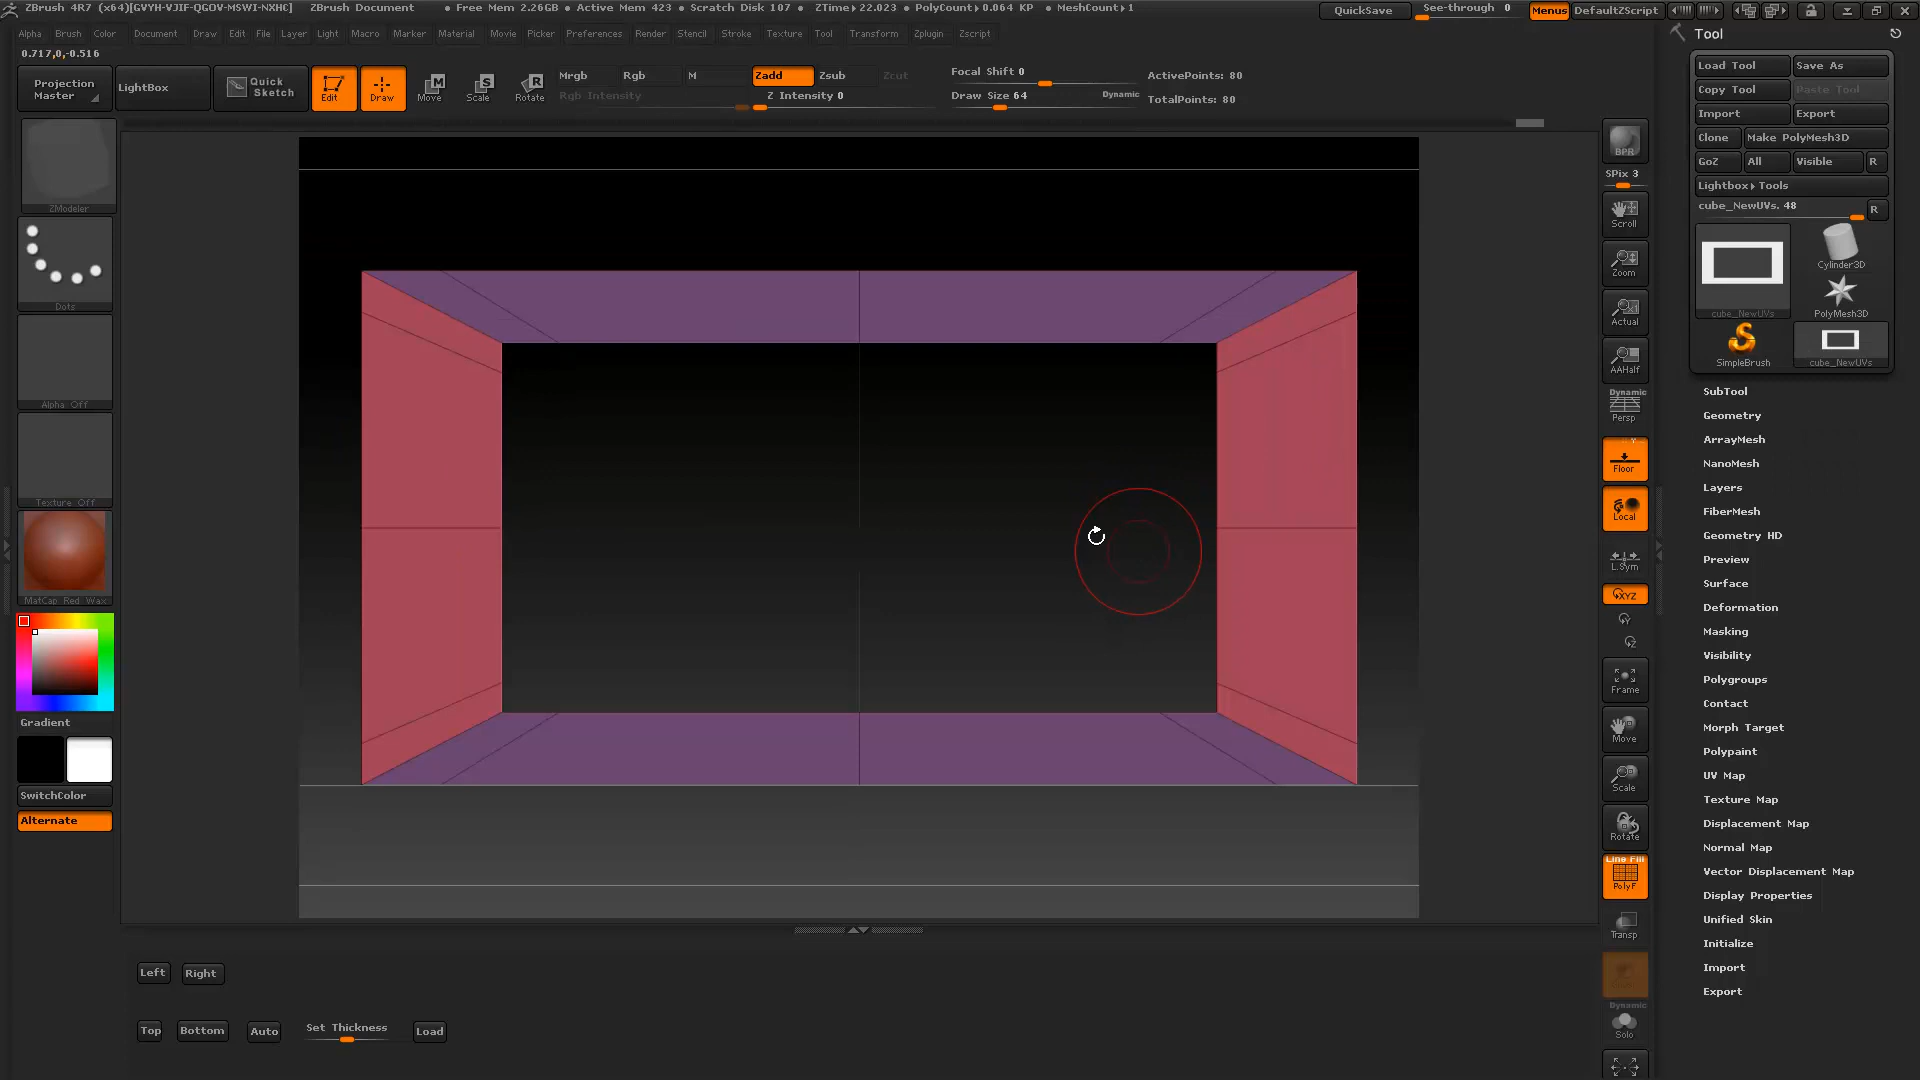 ZBrush 4R7 (x64)[GVYH-VJIF-QGOV-MSWI-NXHC] ZBrush Document • Free Mem 2.26GB • Active Mem 423 • Scratch Disk 107 • ZTime▸22.023 • PolyCount▸0.064 KP • MeshCount▸1 QuickSave See-through 0 Menus DefaultZScript
Alpha Brush Color Document Draw Edit File Layer Light Macro Marker Material Movie Picker Preferences Render Stencil Stroke Texture Tool Transform Zplugin Zscript
0.717,0,-0.516
Projection Master
LightBox
Quick Sketch
Edit
Draw
Move
Scale
Rotate
Mrgb Rgb M Zadd Zsub Zcut
Rgb Intensity Z Intensity 0
Focal Shift 0
Draw Size 64 Dynamic
ActivePoints: 80
TotalPoints: 80
ZModeler
Dots
Alpha Off
Texture Off
MatCap Red Wax
Gradient
SwitchColor
Alternate
BPR
SPix 3
Scroll
Zoom
Actual
AAHalf
Dynamic
Persp
Floor
Local
L.Sym
XYZ
Frame
Move
Scale
Rotate
Line Fill
PolyF
Transp
Dynamic
Solo
Tool
Load Tool Save As
Copy Tool Paste Tool
Import Export
Clone Make PolyMesh3D
GoZ All Visible R
Lightbox▸Tools
cube_NewUVs. 48 R
cube_NewUVs
Cylinder3D
PolyMesh3D
SimpleBrush
cube_NewUVs
SubTool
Geometry
ArrayMesh
NanoMesh
Layers
FiberMesh
Geometry HD
Preview
Surface
Deformation
Masking
Visibility
Polygroups
Contact
Morph Target
Polypaint
UV Map
Texture Map
Displacement Map
Normal Map
Vector Displacement Map
Display Properties
Unified Skin
Initialize
Import
Export
Left Right
Top Bottom Auto Set Thickness Load